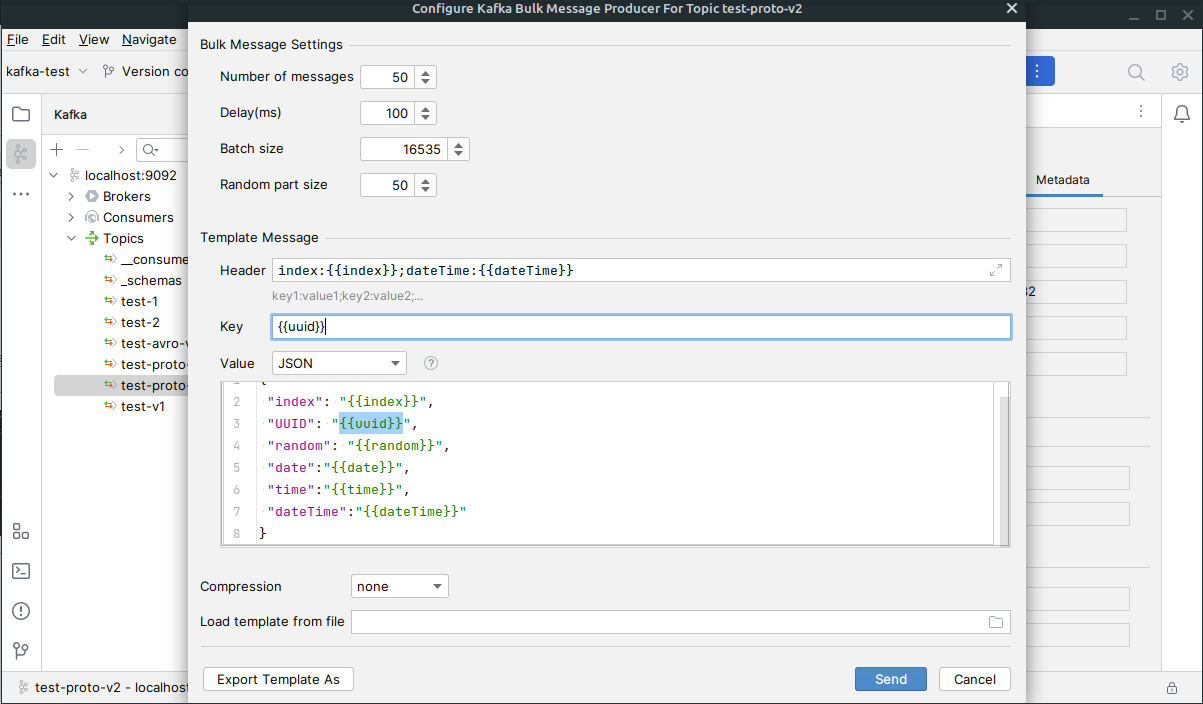 Configure Kafka Bulk Message Producer For Topic test-proto-v2
File Edit View Navigate
kafka-test
Version co
Kafka
localhost:9092
Brokers
Consumers
Topics
__consume
_schemas
test-1
test-2
test-avro-v
test-proto-
test-proto-
test-v1
Bulk Message Settings
Number of messages 50
Delay(ms) 100
Batch size 16535
Random part size 50
Template Message
Header index:{{index}};dateTime:{{dateTime}}
key1:value1;key2:value2;...
Key {{uuid}}
Value JSON ?
2 "index": "{{index}}",
3 "UUID": "{{uuid}}",
4 "random": "{{random}}",
5 "date":"{{date}}",
6 "time":"{{time}}",
7 "dateTime":"{{dateTime}}"
8 }
Compression none
Load template from file
Export Template As Send Cancel
Metadata
32
test-proto-v2 - localhost